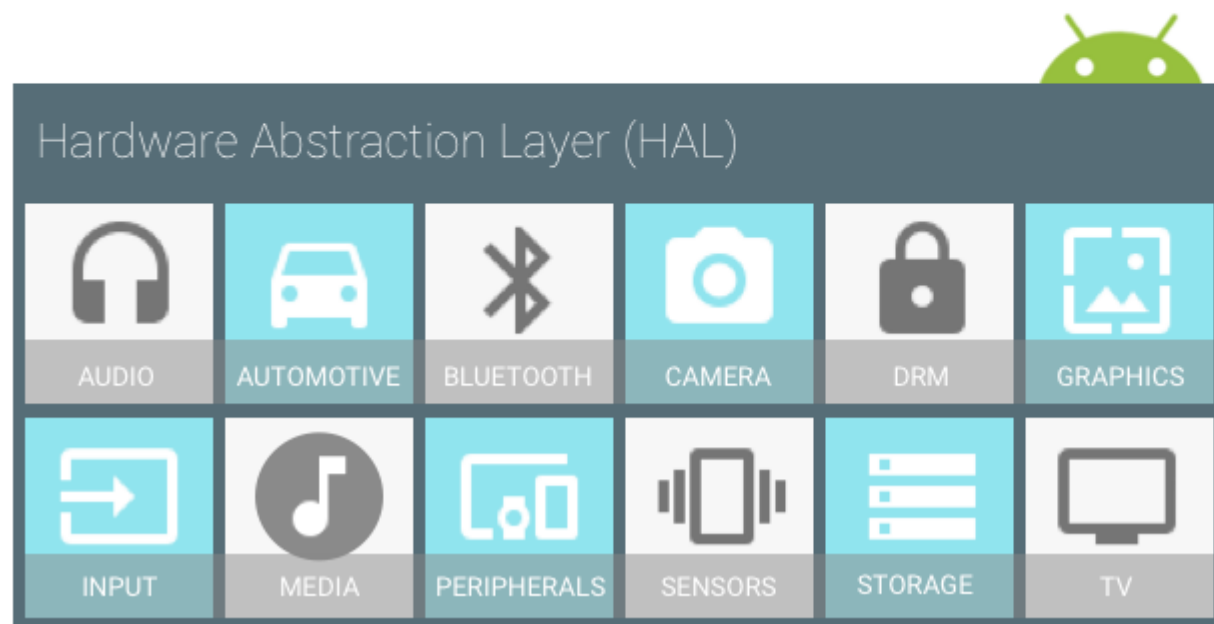 Hardware Abstraction Layer (HAL)
AUDIO AUTOMOTIVE BLUETOOTH CAMERA DRM GRAPHICS
INPUT MEDIA PERIPHERALS SENSORS STORAGE TV